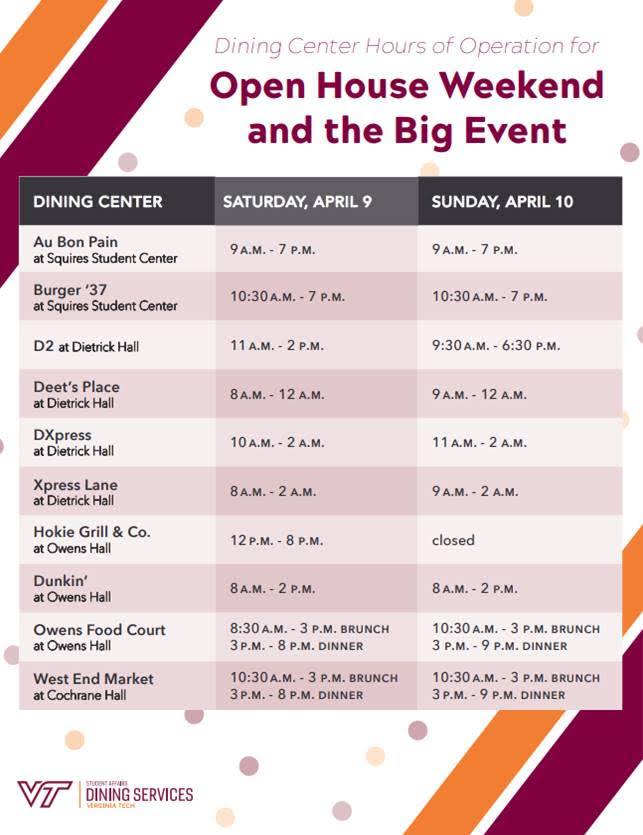 Dining Center Hours of Operation for
Open House Weekend
and the Big Event
DINING CENTER SATURDAY, APRIL 9 SUNDAY, APRIL 10
Au Bon Pain
at Squires Student Center
9 A.M. - 7 P.M. 9 A.M. - 7 P.M.
Burger ‘37
at Squires Student Center
10:30 A.M. - 7 P.M. 10:30 A.M. - 7 P.M.
D2 at Dietrick Hall 11 A.M. - 2 P.M. 9:30 A.M. - 6:30 P.M.
Deet’s Place
at Dietrick Hall
8 A.M. - 12 A.M. 9 A.M. - 12 A.M.
DXpress
at Dietrick Hall
10 A.M. - 2 A.M. 11 A.M. - 2 A.M.
Xpress Lane
at Dietrick Hall
8 A.M. - 2 A.M. 9 A.M. - 2 A.M.
Hokie Grill & Co.
at Owens Hall
12 P.M. - 8 P.M. closed
Dunkin’
at Owens Hall
8 A.M. - 2 P.M. 8 A.M. - 2 P.M.
Owens Food Court 8:30 A.M. - 3 P.M. BRUNCH 10:30 A.M. - 3 P.M. BRUNCH
at Owens Hall 3 P.M. - 8 P.M. DINNER 3 P.M. - 9 P.M. DINNER
West End Market 10:30 A.M. - 3 P.M. BRUNCH 10:30 A.M. - 3 P.M. BRUNCH
at Cochrane Hall 3 P.M. - 8 P.M. DINNER 3 P.M. - 9 P.M. DINNER
VT
STUDENT AFFAIRS
DINING SERVICES
VIRGINIA TECH